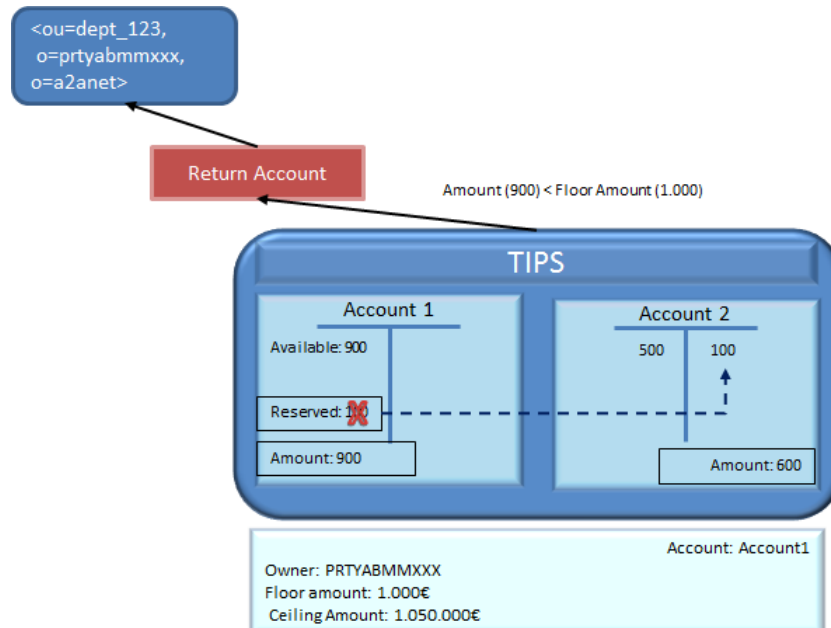 <ou=dept_123,
o=prtyabmmxxx,
o=a2anet>
Return Account
Amount (900) < Floor Amount (1.000)
TIPS
Account 1
Account 2
Available: 900
500 100
Reserved:
Amount: 900
Amount: 600
Account: Account1
Owner: PRTYABMMXXX
Floor amount: 1.000€
Ceiling Amount: 1.050.000€